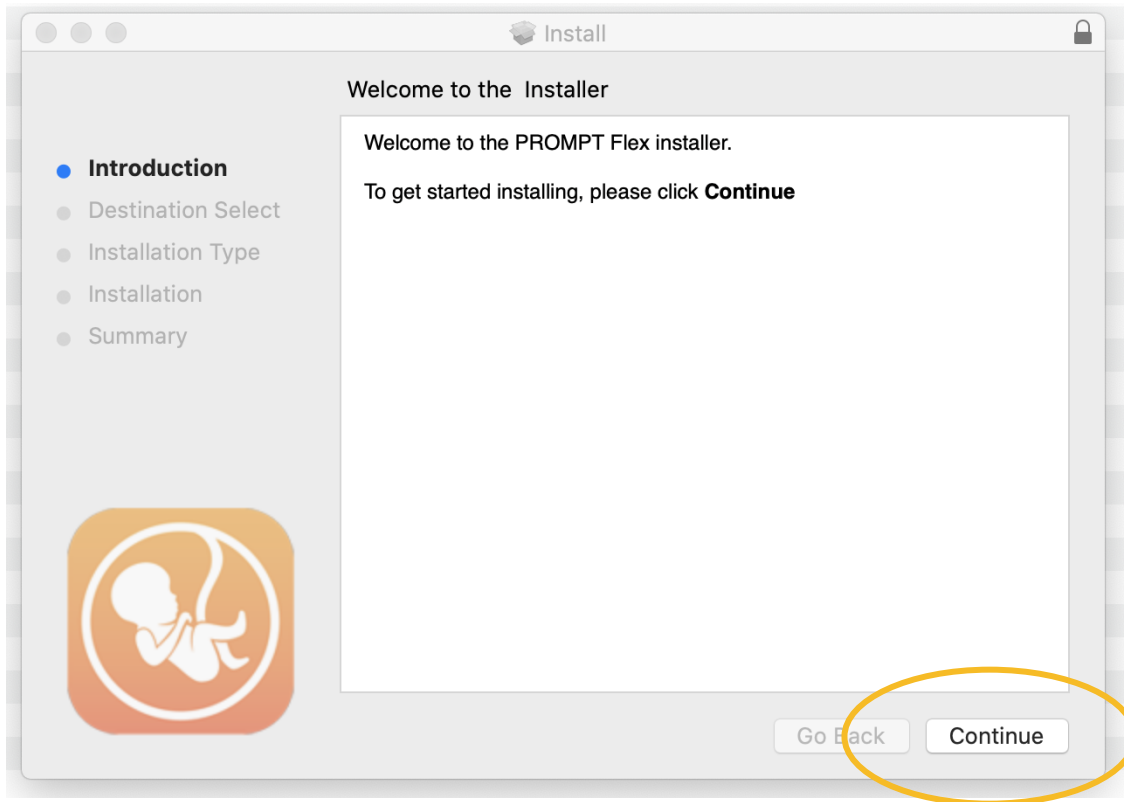 Install
Welcome to the  Installer
Introduction
Destination Select
Installation Type
Installation
Summary
Welcome to the PROMPT Flex installer.
To get started installing, please click Continue
Go Back
Continue